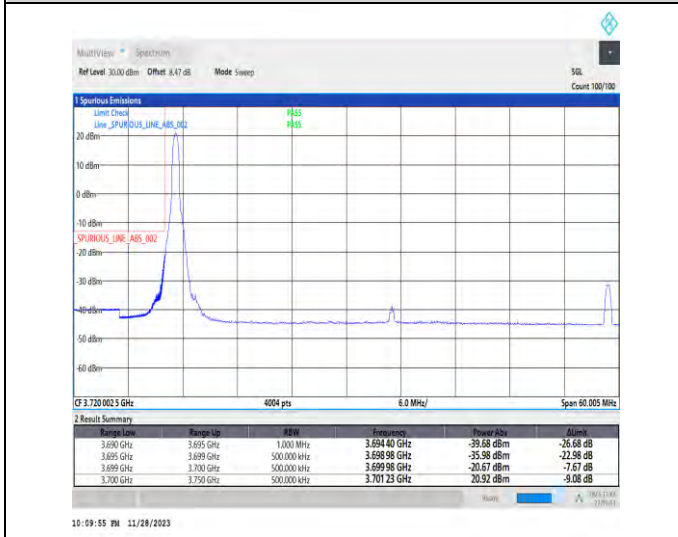 MultiView Spectrum
Ref Level 30.00 dBm Offset 8.47 dB Mode Sweep SGL
Count 100/100
1 Spurious Emissions
Limit Check PASS
Line _SPURIOUS_LINE_ABS_002 PASS
20 dBm
10 dBm
0 dBm
-10 dBm
_SPURIOUS_LINE_ABS_002
-20 dBm
-30 dBm
-40 dBm
-50 dBm
-60 dBm
CF 3.720 002 5 GHz 4004 pts 6.0 MHz/ Span 60.005 MHz
2 Result Summary
Range Low Range Up RBW Frequency Power Abs ΔLimit
3.690 GHz 3.695 GHz 1.000 MHz 3.694 40 GHz -39.68 dBm -26.68 dB
3.695 GHz 3.699 GHz 500.000 kHz 3.698 98 GHz -35.98 dBm -22.98 dB
3.699 GHz 3.700 GHz 500.000 kHz 3.699 98 GHz -20.67 dBm -7.67 dB
3.700 GHz 3.750 GHz 500.000 kHz 3.701 23 GHz 20.92 dBm -9.08 dB
10:09:55 PM 11/28/2023